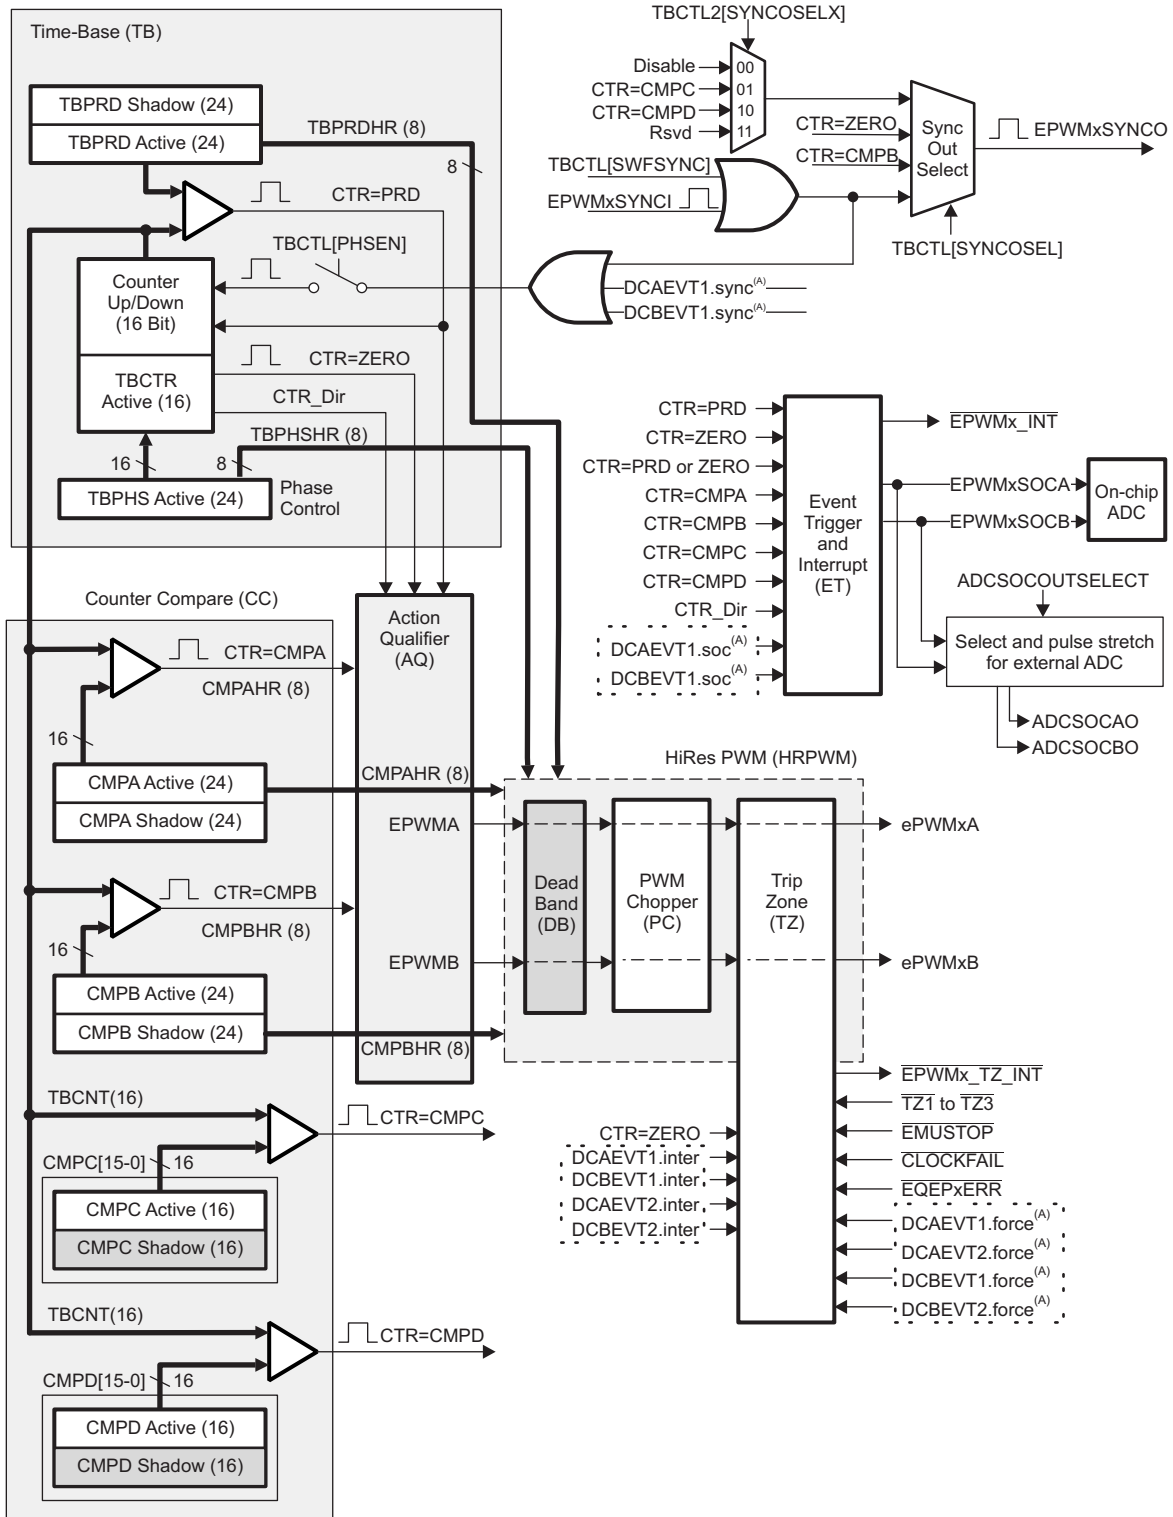 TBCTL2[SYNCOSELX]
Time-Base (TB)
Disable
00
CTR=CMPC
01
CTR=CMPD
10
Rsvd
11
TBPRD Shadow (24)
TBPRD Active (24)
TBPRDHR (8)
8
CTR=ZERO
CTR=CMPB
Sync
Out
Select
EPWMxSYNCO
TBCTL[SWFSYNC]
EPWMxSYNCI
CTR=PRD
TBCTL[SYNCOSEL]
TBCTL[PHSEN]
Counter
Up/Down
(16 Bit)
DCAEVT1.sync(A)
DCBEVT1.sync(A)
CTR=ZERO
TBCTR
Active (16)
CTR_Dir
TBPHSHR (8)
16
8
TBPHS Active (24)
Phase
Control
CTR=PRD
CTR=ZERO
CTR=PRD or ZERO
CTR=CMPA
CTR=CMPB
CTR=CMPC
CTR=CMPD
CTR_Dir
DCAEVT1.soc(A)
DCBEVT1.soc(A)
Event
Trigger
and
Interrupt
(ET)
EPWMx_INT
EPWMxSOCA
EPWMxSOCB
On-chip
ADC
ADCSOCOUTSELECT
Select and pulse stretch
for external ADC
ADCSOCAO
ADCSOCBO
Counter Compare (CC)
Action
Qualifier
(AQ)
CTR=CMPA
CMPAHR (8)
16
CMPA Active (24)
CMPA Shadow (24)
CMPAHR (8)
HiRes PWM (HRPWM)
EPWMA
ePWMxA
CTR=CMPB
CMPBHR (8)
16
Dead
Band
(DB)
PWM
Chopper
(PC)
Trip
Zone
(TZ)
EPWMB
ePWMxB
CMPB Active (24)
CMPB Shadow (24)
CMPBHR (8)
TBCNT(16)
CTR=CMPC
CMPC[15-0]
16
CMPC Active (16)
CMPC Shadow (16)
CTR=ZERO
DCAEVT1.inter
DCBEVT1.inter
DCAEVT2.inter
DCBEVT2.inter
EPWMx_TZ_INT
TZ1 to TZ3
EMUSTOP
CLOCKFAIL
EQEPxERR
DCAEVT1.force(A)
DCAEVT2.force(A)
DCBEVT1.force(A)
DCBEVT2.force(A)
TBCNT(16)
CTR=CMPD
CMPD[15-0]
16
CMPD Active (16)
CMPD Shadow (16)